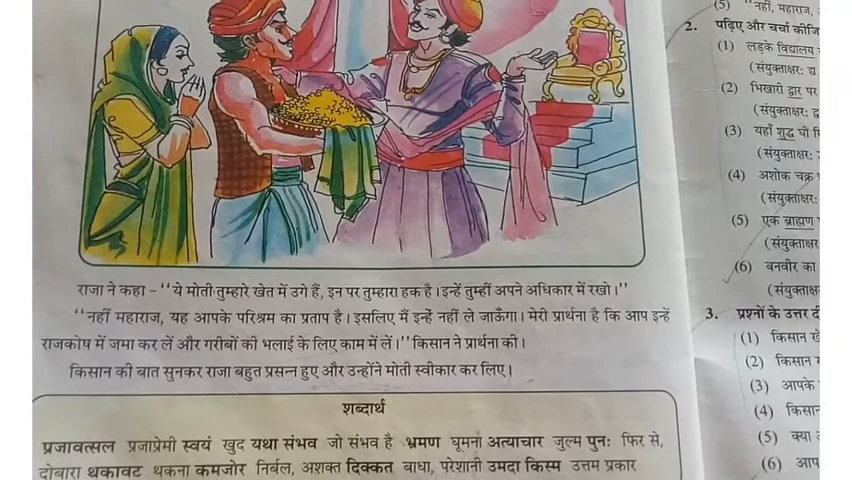 राजा ने कहा – "ये मोती तुम्हारे खेत में उगे हैं, इन पर तुम्हारा हक है। इन्हें तुम्हीं अपने अधिकार में रखो।"
"नहीं महाराज, यह आपके परिश्रम का प्रताप है। इसलिए मैं इन्हें नहीं ले जाऊँगा। मेरी प्रार्थना है कि आप इन्हें
राजकोष में जमा कर लें और गरीबों की भलाई के लिए काम में लें।" किसान ने प्रार्थना की।
किसान की बात सुनकर राजा बहुत प्रसन्न हुए और उन्होंने मोती स्वीकार कर लिए।
शब्दार्थ
प्रजावत्सल प्रजाप्रेमी स्वयं खुद यथा संभव जो संभव है भ्रमण घूमना अत्याचार जुल्म पुनः फिर से,
दोबारा थकावट थकना कमजोर निर्बल, अशक्त दिक्कत बाधा, परेशानी उमदा किस्म उत्तम प्रकार
(5) "नहीं, महाराज,
2. पढ़िए और चर्चा
(1) लड़के विद्यालय
(संयुक्ताक्षर: द्य
(2) भिखारी द्वार पर
(संयुक्ताक्षर: द्व
(3) यहाँ शुद्ध घी
(संयुक्ताक्षर:
(4) अशोक चक्र
(संयुक्ताक्षर:
(5) एक ब्राह्मण
(संयुक्ताक्षर
(6) बनवीर का
(संयुक्ताक्षर
3. प्रश्नों के उत्तर
(1) किसान
(2) किसान
(3) आपके
(4) किसान
(5) क्या
(6) आप